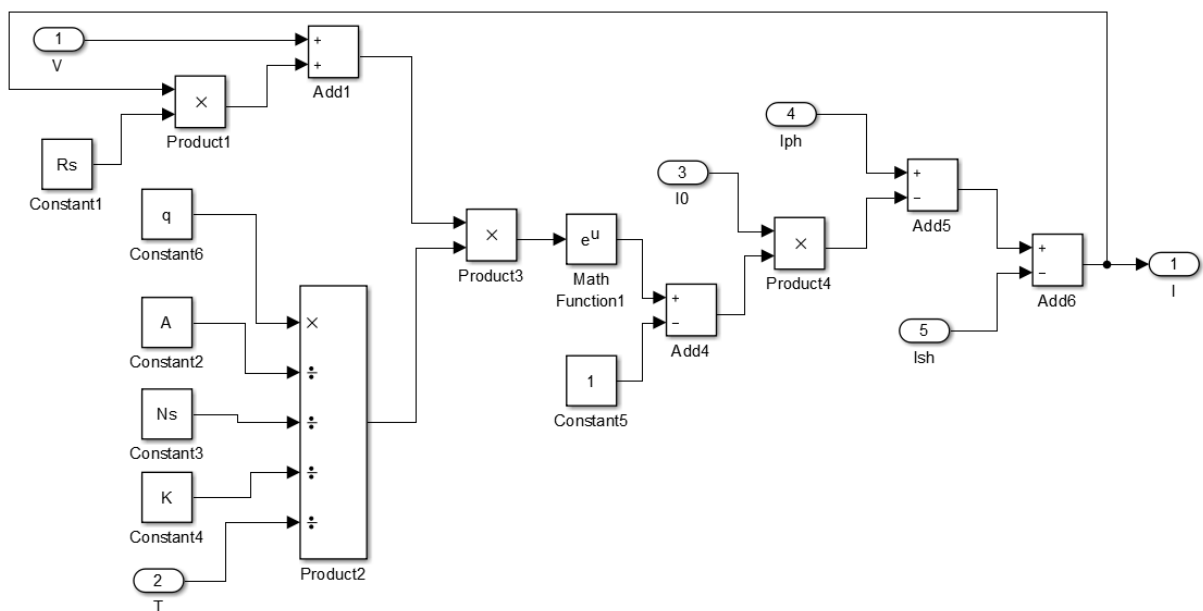 1
V
+
+
Add1
×
Product1
Rs
Constant1
q
Constant6
A
Constant2
Ns
Constant3
K
Constant4
2
T
×
÷
÷
÷
÷
Product2
×
Product3
e^u
Math
Function1
+
−
Add4
1
Constant5
3
I0
×
Product4
4
Iph
+
−
Add5
5
Ish
+
−
Add6
1
I